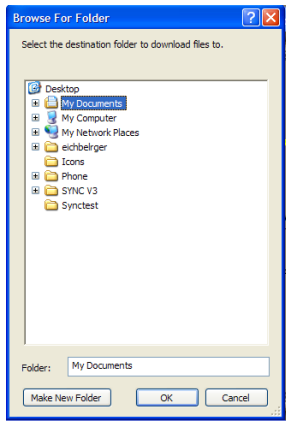 Browse For Folder
Select the destination folder to download files to.
Desktop
My Documents
My Computer
My Network Places
eichbelrger
Icons
Phone
SYNC V3
Synctest
Folder: My Documents
Make New Folder OK Cancel